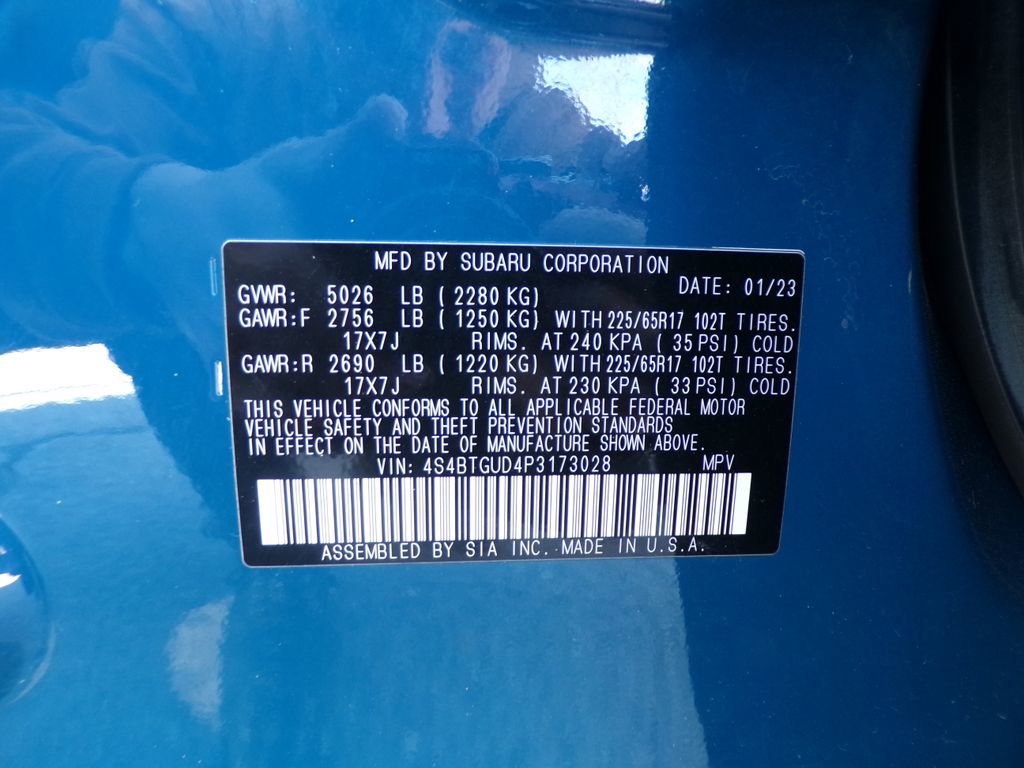 MFD BY SUBARU CORPORATION
DATE: 01/23
GVWR: 5026 LB ( 2280 KG)
GAWR:F 2756 LB ( 1250 KG) WITH 225/65R17 102T TIRES.
17X7J RIMS. AT 240 KPA ( 35 PSI) COLD
GAWR:R 2690 LB ( 1220 KG) WITH 225/65R17 102T TIRES.
17X7J RIMS. AT 230 KPA ( 33 PSI) COLD
THIS VEHICLE CONFORMS TO ALL APPLICABLE FEDERAL MOTOR
VEHICLE SAFETY AND THEFT PREVENTION STANDARDS
IN EFFECT ON THE DATE OF MANUFACTURE SHOWN ABOVE.
VIN: 4S4BTGUD4P3173028 MPV
ASSEMBLED BY SIA INC. MADE IN U.S.A.